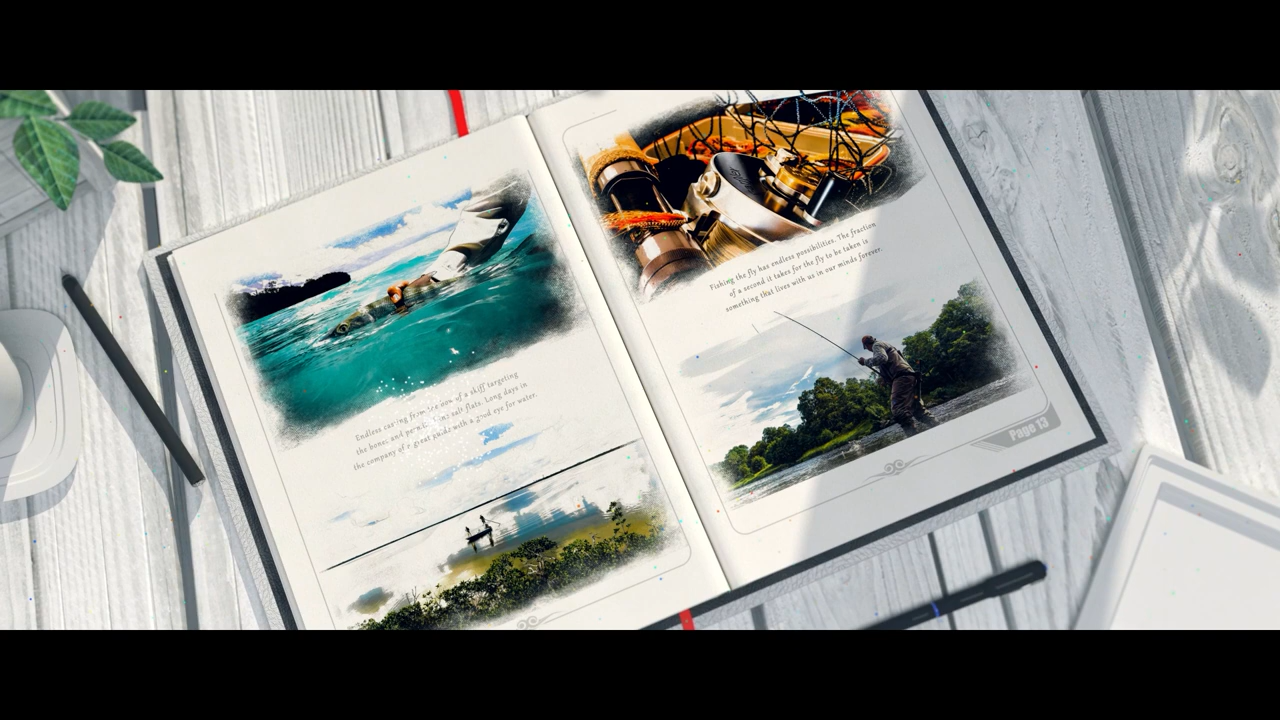 Endless casting from the bow of a skiff targeting
the bones and permit salt flats. Long days in
the company of a great guide with a good eye for water.
Fishing the fly has endless possibilities. The fraction
of a second it takes for the fly to be taken is
something that lives with us in our minds forever.
Page 13